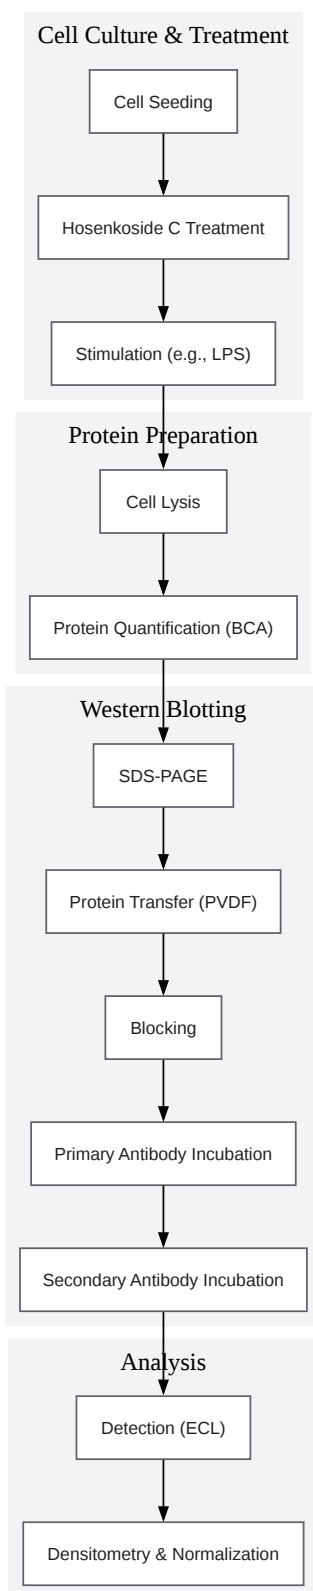 Cell Culture & Treatment
Cell Seeding
Hosenkoside C Treatment
Stimulation (e.g., LPS)
Protein Preparation
Cell Lysis
Protein Quantification (BCA)
Western Blotting
SDS-PAGE
Protein Transfer (PVDF)
Blocking
Primary Antibody Incubation
Secondary Antibody Incubation
Analysis
Detection (ECL)
Densitometry & Normalization